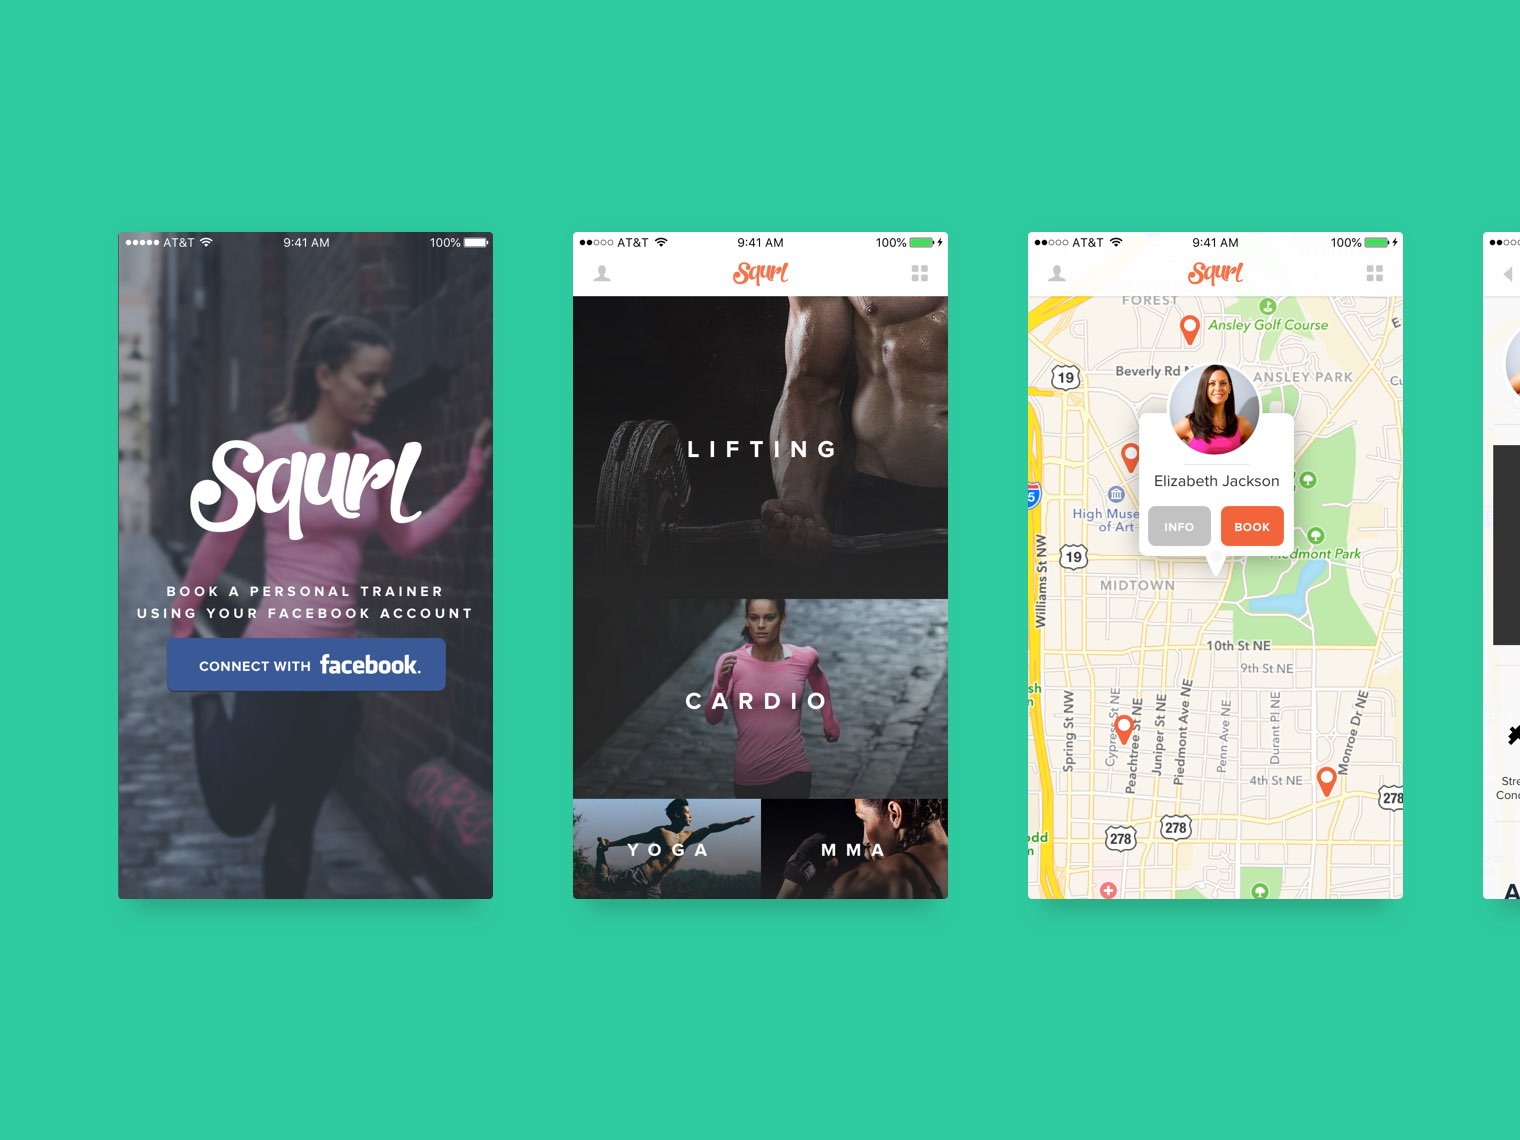 AT&T 9:41 AM 100%
Squrl
BOOK A PERSONAL TRAINER
USING YOUR FACEBOOK ACCOUNT
CONNECT WITH facebook.
AT&T 9:41 AM 100%
Squrl
LIFTING
CARDIO
YOGA
MMA
AT&T 9:41 AM 100%
Squrl
FOREST
Ansley Golf Course
Beverly Rd
19
ANSLEY PARK
Elizabeth Jackson
INFO
BOOK
5
High Muse
of Art
19
Piedmont Park
MIDTOWN
Williams St NW
10th St NE
9th St NE
Spring St NW
Cypress St NE
Peachtree St NE
Juniper St NE
Piedmont Ave NE
Penn Ave NE
Durant Pl NE
Monroe Dr NE
4th St NE
278
278
278
Stre
Cond
A